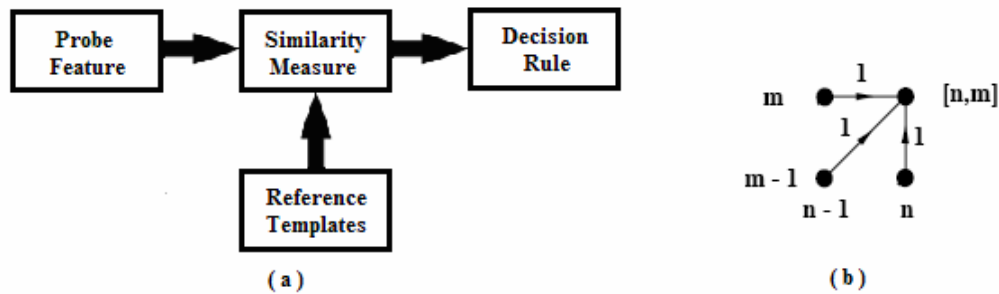 Probe
Feature
Similarity
Measure
Decision
Rule
Reference
Templates
( a )
1
m
[n,m]
1
1
m - 1
n - 1
n
( b )